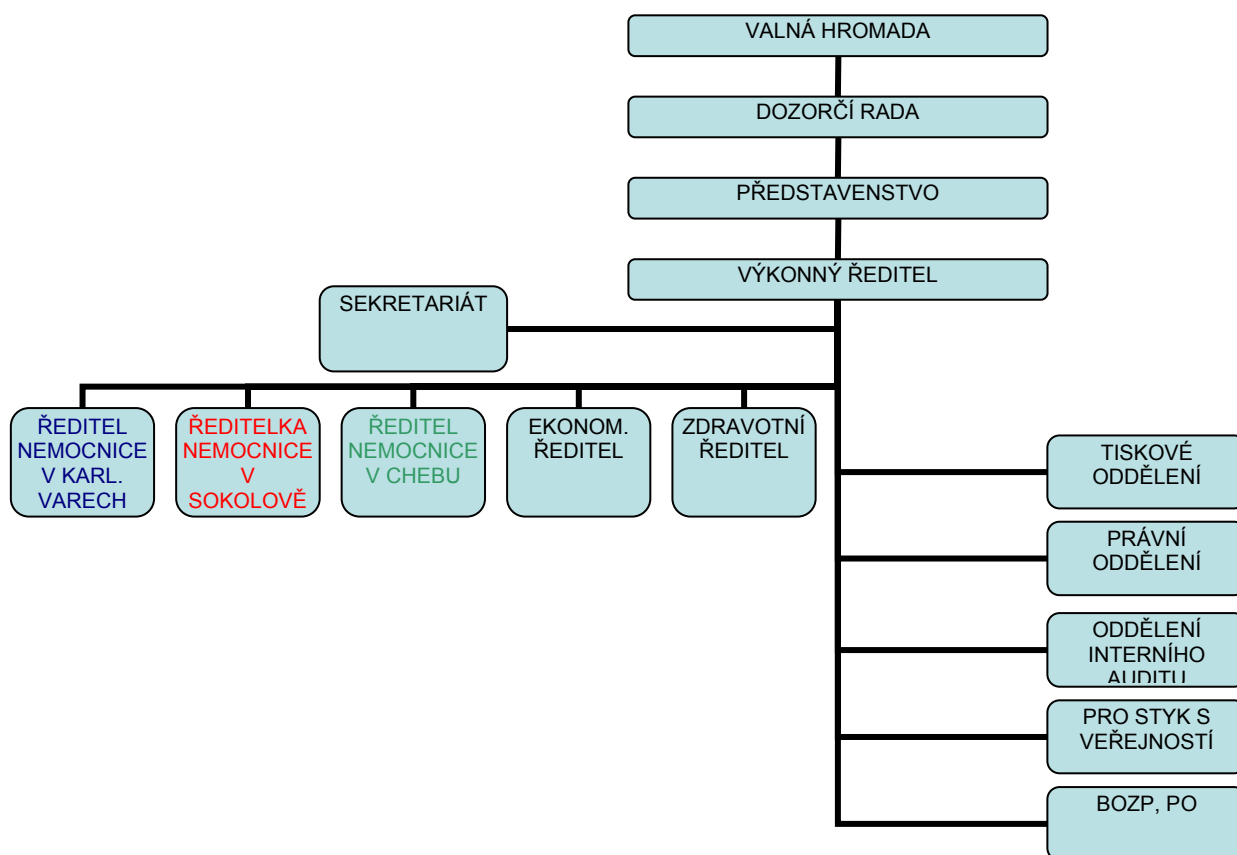 VALNÁ HROMADA
DOZORČÍ RADA
PŘEDSTAVENSTVO
VÝKONNÝ ŘEDITEL
SEKRETARIÁT
ŘEDITEL
NEMOCNICE
V KARL.
VARECH
ŘEDITELKA
NEMOCNICE
V
SOKOLOVĚ
ŘEDITEL
NEMOCNICE
V CHEBU
EKONOM.
ŘEDITEL
ZDRAVOTNÍ
ŘEDITEL
TISKOVÉ
ODDĚLENÍ
PRÁVNÍ
ODDĚLENÍ
ODDĚLENÍ
INTERNÍHO
AUDITU
PRO STYK S
VEŘEJNOSTÍ
BOZP, PO